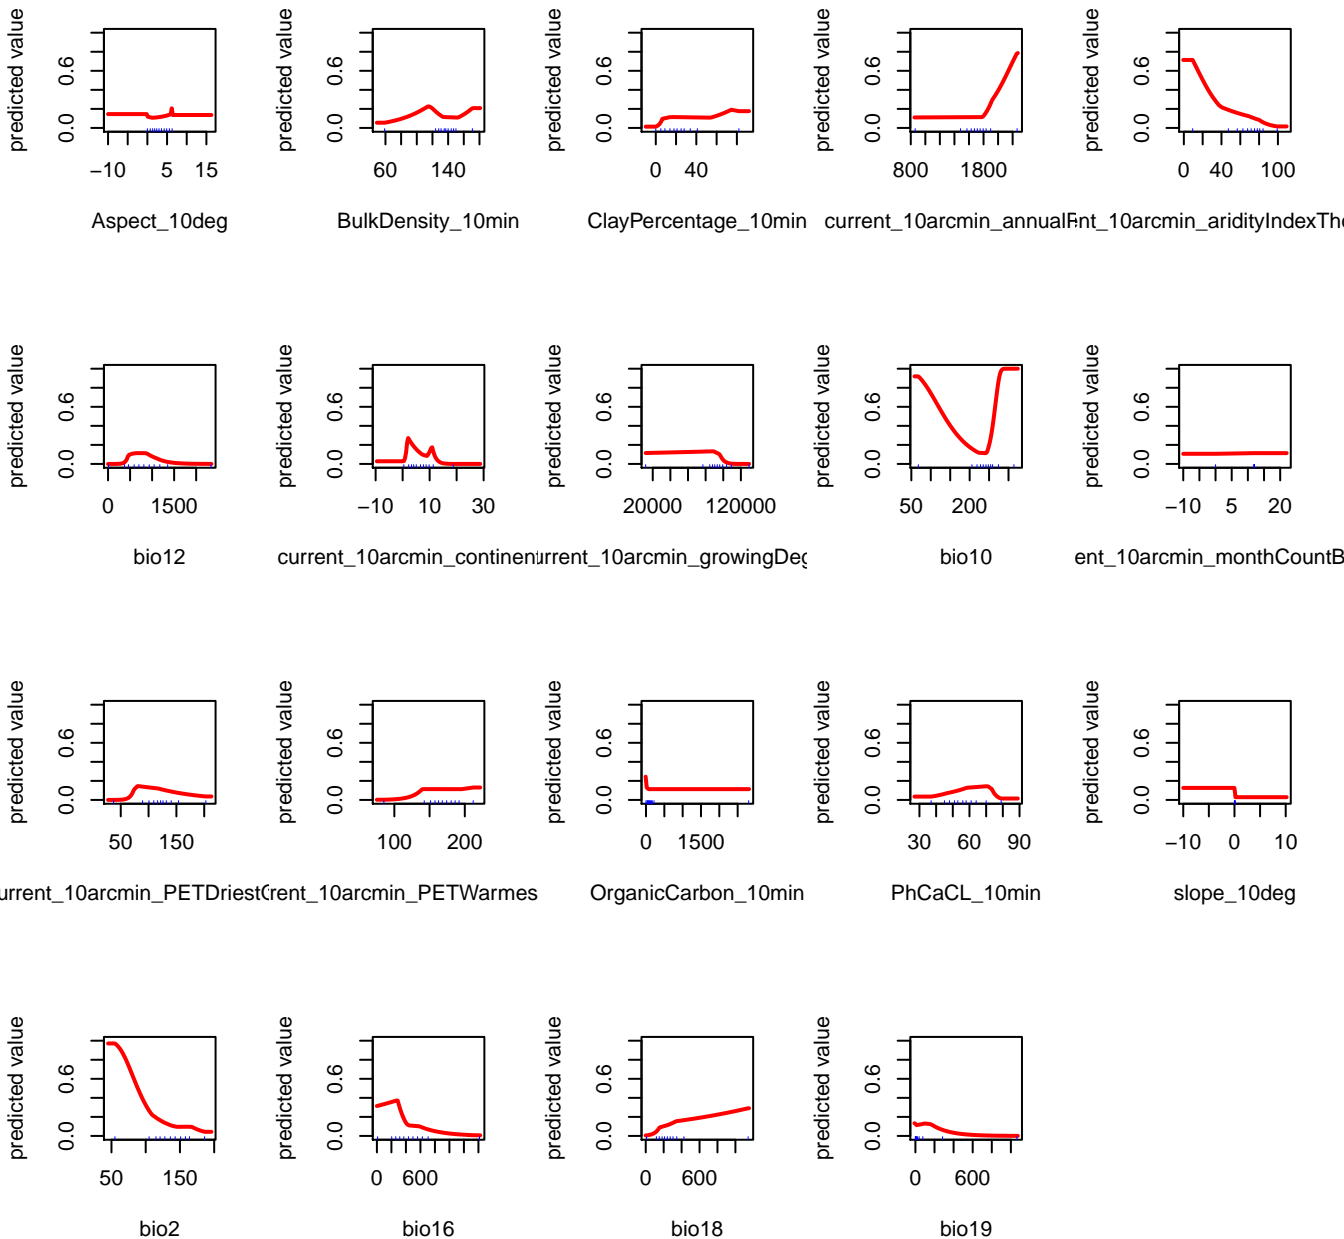 predicted value
0.0 0.6
−10 5 15
Aspect_10deg
predicted value
0.0 0.6
60 140
BulkDensity_10min
predicted value
0.0 0.6
0 40
ClayPercentage_10min
predicted value
0.0 0.6
800 1800
current_10arcmin_annual
predicted value
0.0 0.6
0 40 100
nt_10arcmin_aridityIndexTho
predicted value
0.0 0.6
0 1500
bio12
predicted value
0.0 0.6
−10 10 30
current_10arcmin_continen
predicted value
0.0 0.6
20000 120000
urrent_10arcmin_growingDeg
predicted value
0.0 0.6
50 200
bio10
predicted value
0.0 0.6
−10 5 20
ent_10arcmin_monthCountB
predicted value
0.0 0.6
50 150
urrent_10arcmin_PETDriest
predicted value
0.0 0.6
100 200
rent_10arcmin_PETWarmes
predicted value
0.0 0.6
0 1500
OrganicCarbon_10min
predicted value
0.0 0.6
30 60 90
PhCaCL_10min
predicted value
0.0 0.6
−10 0 10
slope_10deg
predicted value
0.0 0.6
50 150
bio2
predicted value
0.0 0.6
0 600
bio16
predicted value
0.0 0.6
0 600
bio18
predicted value
0.0 0.6
0 600
bio19